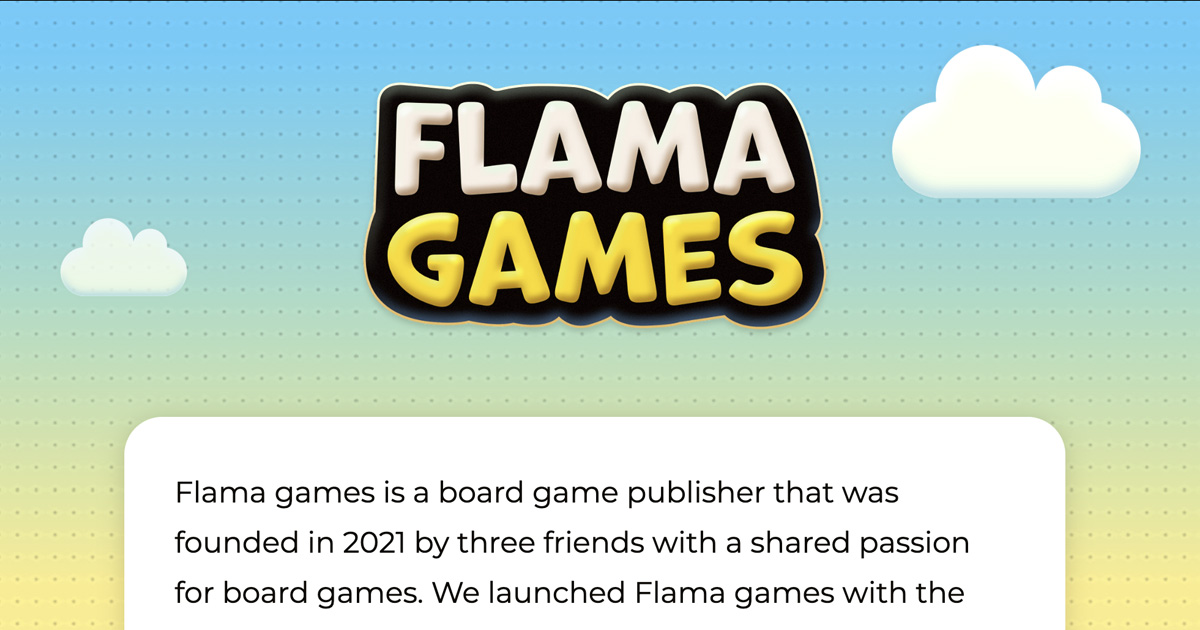 FLAMA
GAMES
Flama games is a board game publisher that was
founded in 2021 by three friends with a shared passion
for board games. We launched Flama games with the